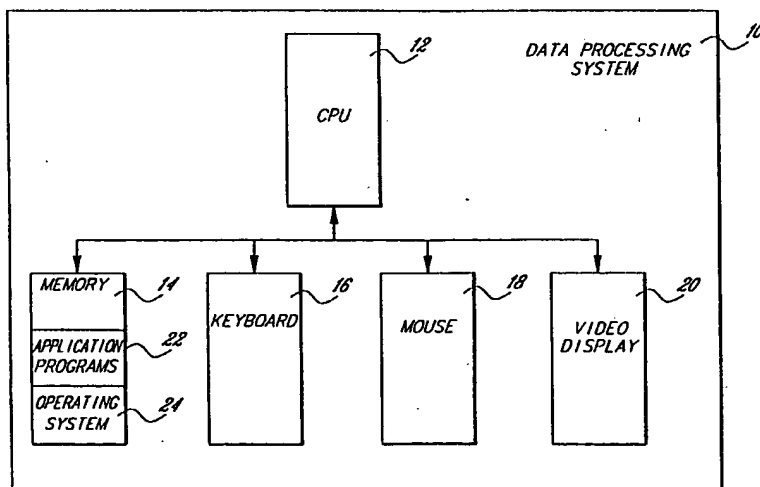 10
12
DATA PROCESSING
SYSTEM
CPU
14
16
18
20
MEMORY
KEYBOARD
MOUSE
VIDEO
DISPLAY
22
APPLICATION
PROGRAMS
24
OPERATING
SYSTEM